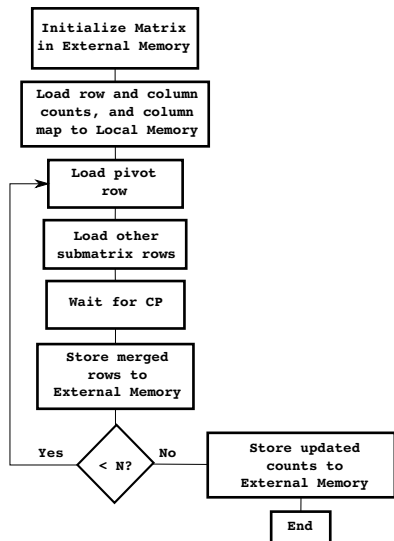 Initialize Matrix
in External Memory
Load row and column
counts, and column
map to Local Memory
Load pivot
row
Load other
submatrix rows
Wait for CP
Store merged
rows to
External Memory
Yes
< N?
No
Store updated
counts to
External Memory
End